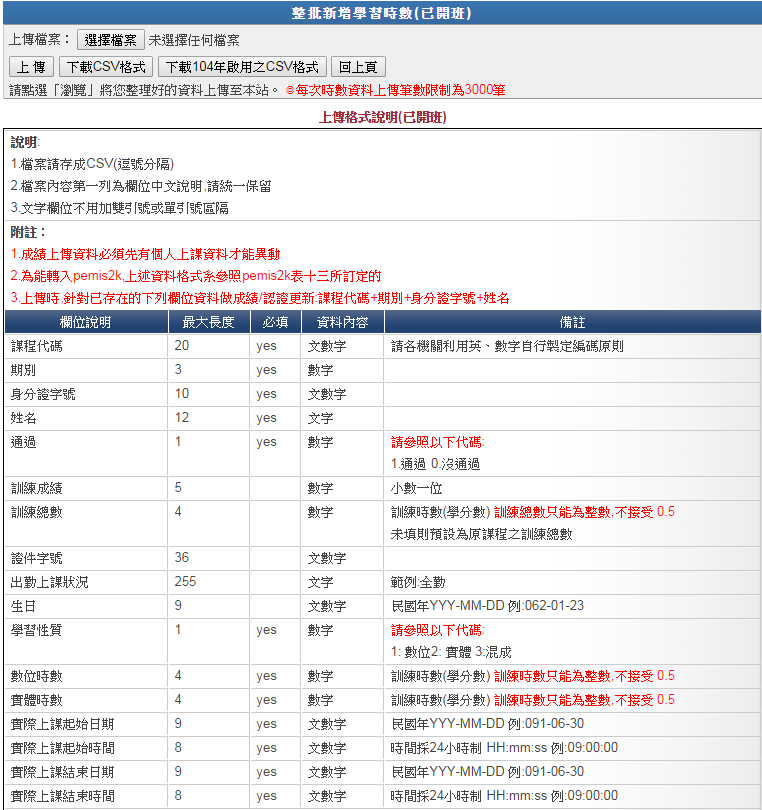 整批新增學習時數(已開班)
上傳檔案： 選擇檔案 未選擇任何檔案
上 傳 下載CSV格式 下載104年啟用之CSV格式 回上頁
請點選「瀏覽」將您整理好的資料上傳至本站。 ⊙每次時數資料上傳筆數限制為3000筆
上傳格式說明(已開班)
說明:
1.檔案請存成CSV(逗號分隔)
2.檔案內容第一列為欄位中文說明,請統一保留
3.文字欄位不用加雙引號或單引號區隔
附註：
1.成績上傳資料必須先有個人上課資料才能異動
2.為能轉入pemis2k,上述資料格式系參照pemis2k表十三所訂定的
3.上傳時,針對已存在的下列欄位資料做成績/認證更新:課程代碼+期別+身分證字號+姓名
欄位說明 最大長度 必填 資料內容 備註
課程代碼 20 yes 文數字 請各機關利用英、數字自行製定編碼原則
期別 3 yes 數字
身分證字號 10 yes 文數字
姓名 12 yes 文字
通過 1 yes 數字 請參照以下代碼:
1.通過 0.沒通過
訓練成績 5 數字 小數一位
訓練總數 4 數字 訓練時數(學分數) 訓練總數只能為整數,不接受 0.5
未填則預設為原課程之訓練總數
證件字號 36 文數字
出勤上課狀況 255 文字 範例:全勤
生日 9 文數字 民國年YYY-MM-DD 例:062-01-23
學習性質 1 yes 數字 請參照以下代碼:
1: 數位2: 實體 3:混成
數位時數 4 yes 數字 訓練時數(學分數) 訓練時數只能為整數,不接受 0.5
實體時數 4 yes 數字 訓練時數(學分數) 訓練時數只能為整數,不接受 0.5
實際上課起始日期 9 yes 文數字 民國年YYY-MM-DD 例:091-06-30
實際上課起始時間 8 yes 文數字 時間採24小時制 HH:mm:ss 例:09:00:00
實際上課結束日期 9 yes 文數字 民國年YYY-MM-DD 例:091-06-30
實際上課結束時間 8 yes 文數字 時間採24小時制 HH:mm:ss 例:09:00:00